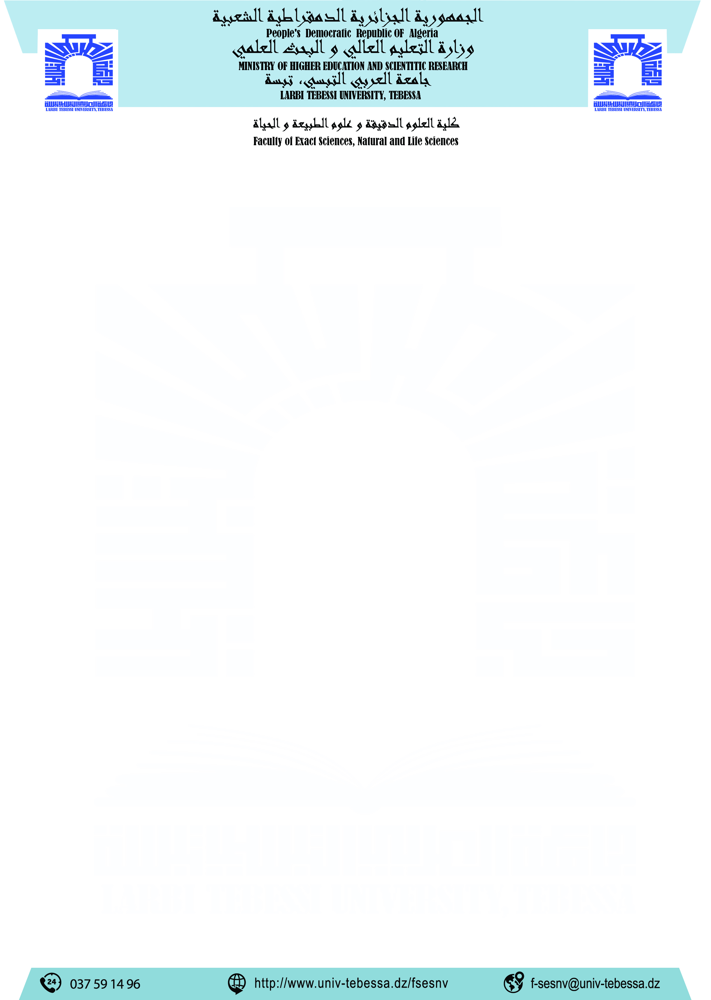 الجمهورية الجزائرية الدمقراطية الشعبية
People's Democratic Republic OF Algeria
وزارة التعليم العالي و البحث العلمي
MINISTRY OF HIGHER EDUCATION AND SCIENTITIC RESEARCH
جامعة العربي التبسي، تبسة
LARBI TEBESSI UNIVERSITY, TEBESSA
جامعة العربي التبسي تبسة
LARBI TEBESSI UNIVERSITY, TEBESSA
جامعة العربي التبسي تبسة
LARBI TEBESSI UNIVERSITY, TEBESSA
كلية العلوم الدقيقة و علوم الطبيعة و الحياة
Faculty of Exact Sciences, Natural and Life Sciences
24
037 59 14 96
http://www.univ-tebessa.dz/fsesnv
f-sesnv@univ-tebessa.dz